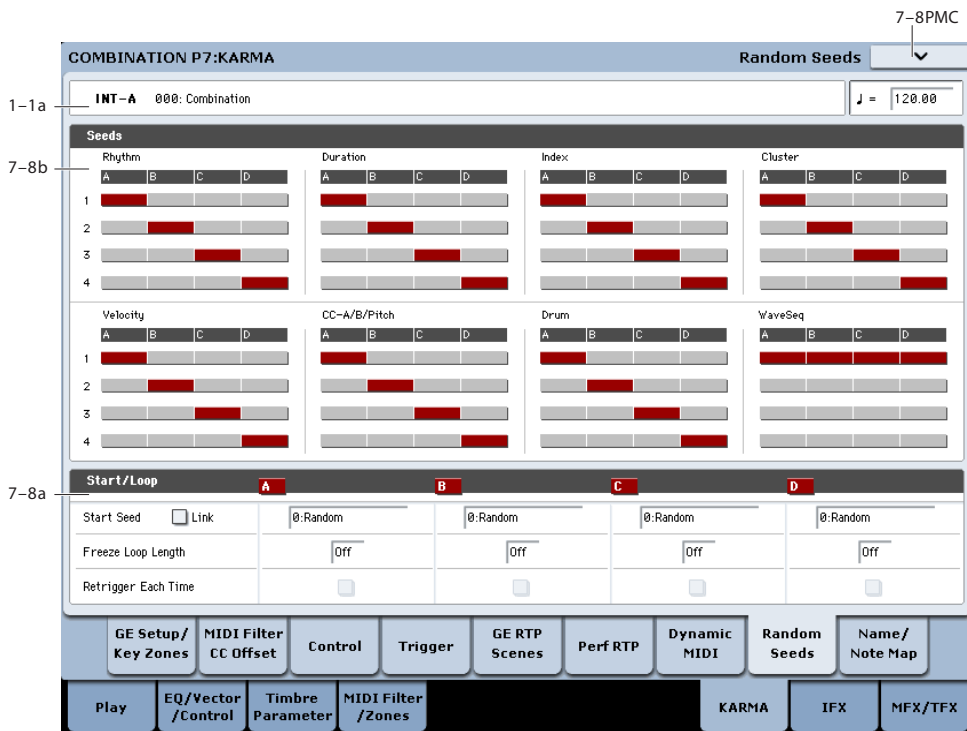 7–8PMC
COMBINATION P7:KARMA Random Seeds
1–1a
INT-A 000: Combination ♩ = 120.00
Seeds
7–8b
Rhythm Duration Index Cluster
A B C D A B C D A B C D A B C D
1
2
3
4
Velocity CC-A/B/Pitch Drum WaveSeq
A B C D A B C D A B C D A B C D
1
2
3
4
7–8a
Start/Loop A B C D
Start Seed Link 0:Random 0:Random 0:Random 0:Random
Freeze Loop Length Off Off Off Off
Retrigger Each Time
GE Setup/ Key Zones
MIDI Filter CC Offset
Control
Trigger
GE RTP Scenes
Perf RTP
Dynamic MIDI
Random Seeds
Name/ Note Map
Play
EQ/Vector /Control
Timbre Parameter
MIDI Filter /Zones
KARMA
IFX
MFX/TFX